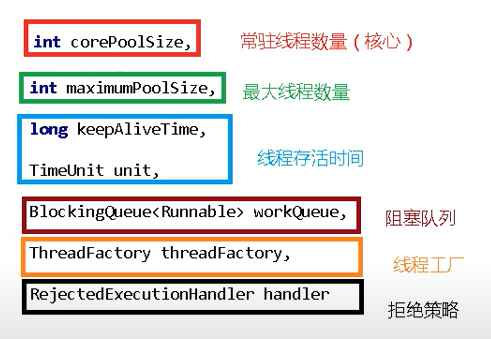 int corePoolSize, 常驻线程数量（核心）
int maximumPoolSize, 最大线程数量
long keepAliveTime,
线程存活时间
TimeUnit unit,
BlockingQueue<Runnable> workQueue, 阻塞队列
ThreadFactory threadFactory, 线程工厂
RejectedExecutionHandler handler 拒绝策略